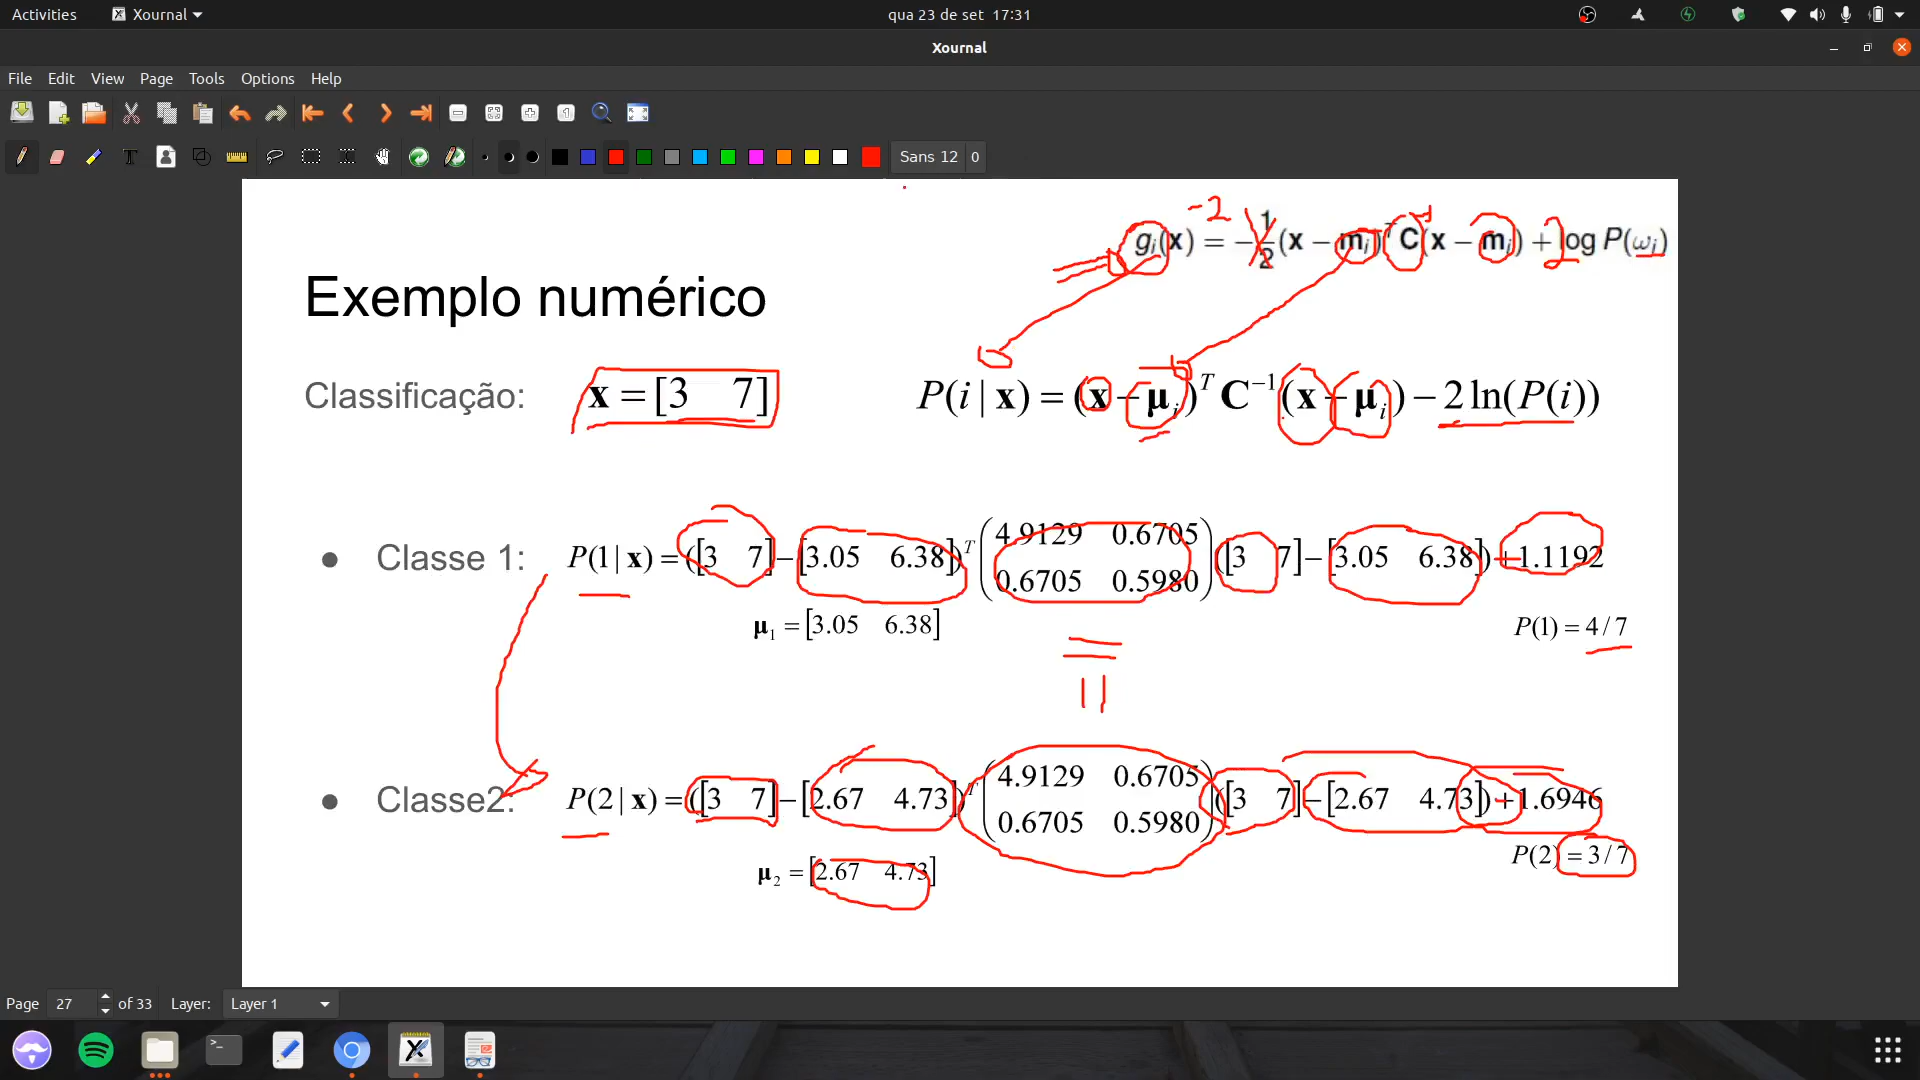 Activities Xournal qua 23 de set 17:31
Xournal
File Edit View Page Tools Options Help
Sans 12 0
-2
gᵢ(x) = -1/2(x - mᵢ)ᵀ C⁻¹(x - mᵢ) + 2 log P(ωᵢ)
Exemplo numérico
Classificação: x = [3 7] P(i | x) = (x - μᵢ)ᵀ C⁻¹(x - μᵢ) - 2 ln(P(i))
● Classe 1: P(1 | x) = ([3 7] - [3.05 6.38])ᵀ (4.9129 0.6705
0.6705 0.5980) ([3 7] - [3.05 6.38]) + 1.1192
μ₁ = [3.05 6.38] P(1) = 4/7
=
● Classe2: P(2 | x) = ([3 7] - [2.67 4.73])ᵀ (4.9129 0.6705
0.6705 0.5980) ([3 7] - [2.67 4.73]) + 1.6946
P(2) = 3/7
μ₂ = [2.67 4.73]
Page 27 of 33 Layer: Layer 1